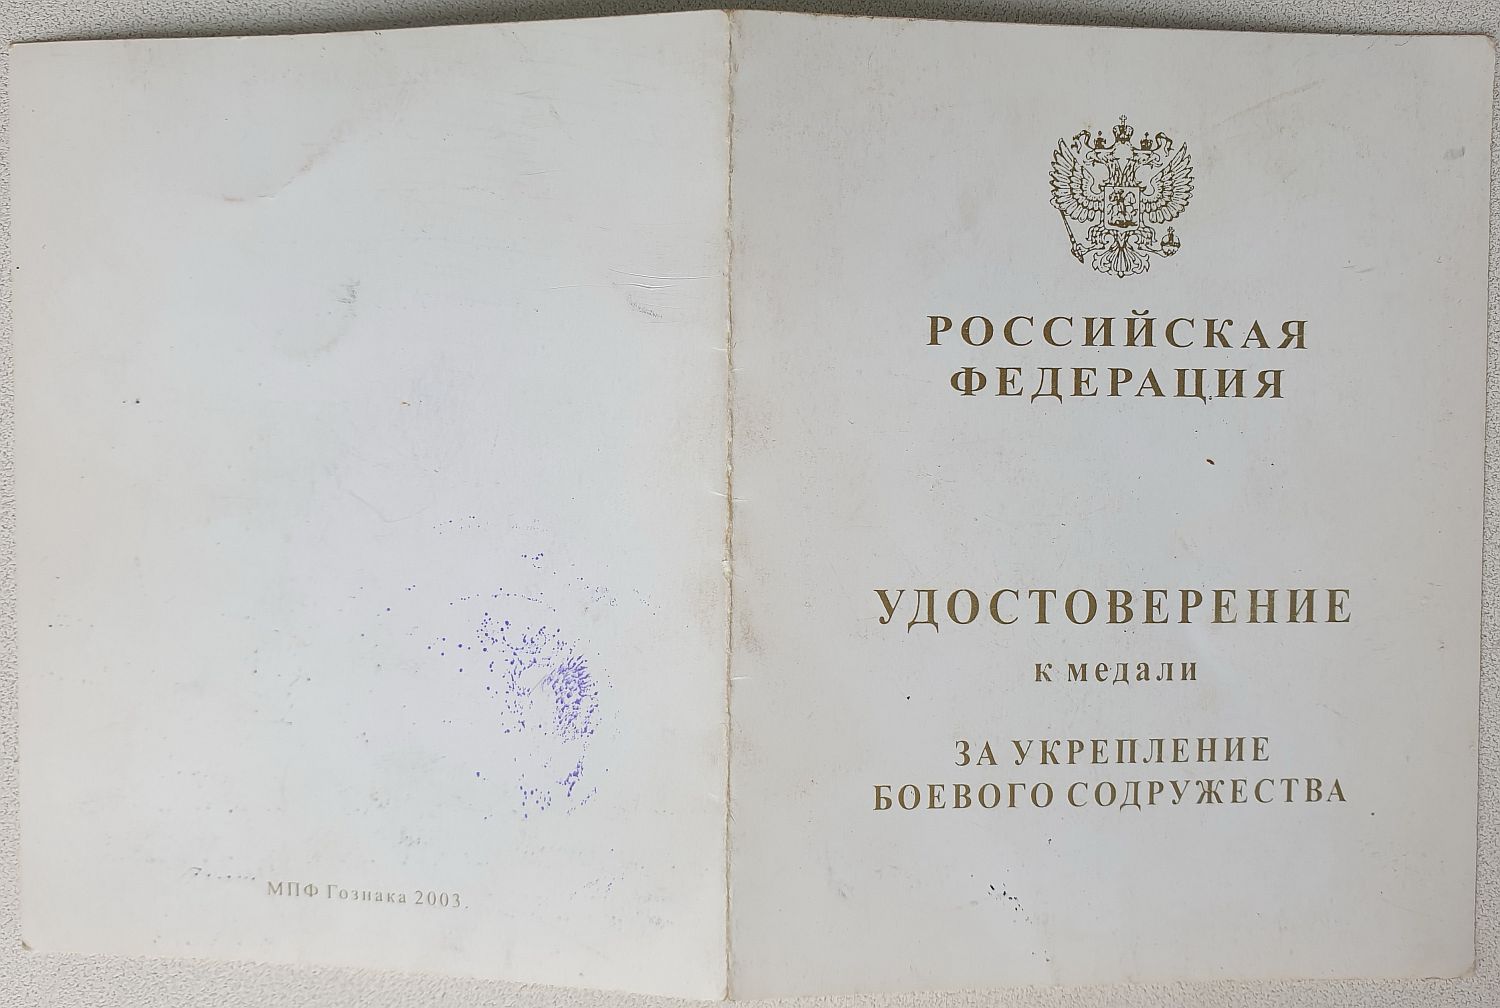 МПФ Гознака 2003.
РОССИЙСКАЯ
ФЕДЕРАЦИЯ
УДОСТОВЕРЕНИЕ
к медали
ЗА УКРЕПЛЕНИЕ
БОЕВОГО СОДРУЖЕСТВА